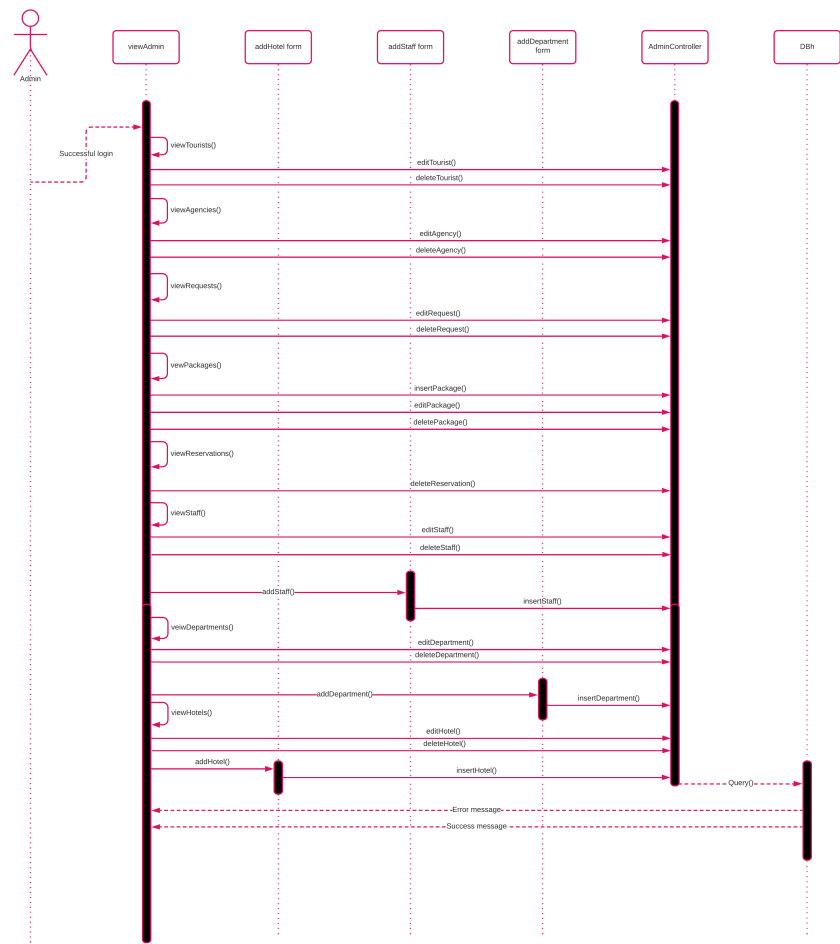 viewAdmin
addHotel form
addStaff form
addDepartment
form
AdminController
DBh
Admin
Successful login
viewTourists()
editTourist()
deleteTourist()
viewAgencies()
editAgency()
deleteAgency()
viewRequests()
editRequest()
deleteRequest()
vewPackages()
insertPackage()
editPackage()
deletePackage()
viewReservations()
deleteReservation()
viewStaff()
editStaff()
deleteStaff()
addStaff()
insertStaff()
veiwDepartments()
editDepartment()
deleteDepartment()
addDepartment()
insertDepartment()
viewHotels()
editHotel()
deleteHotel()
addHotel()
insertHotel()
Query()
Error message
Success message